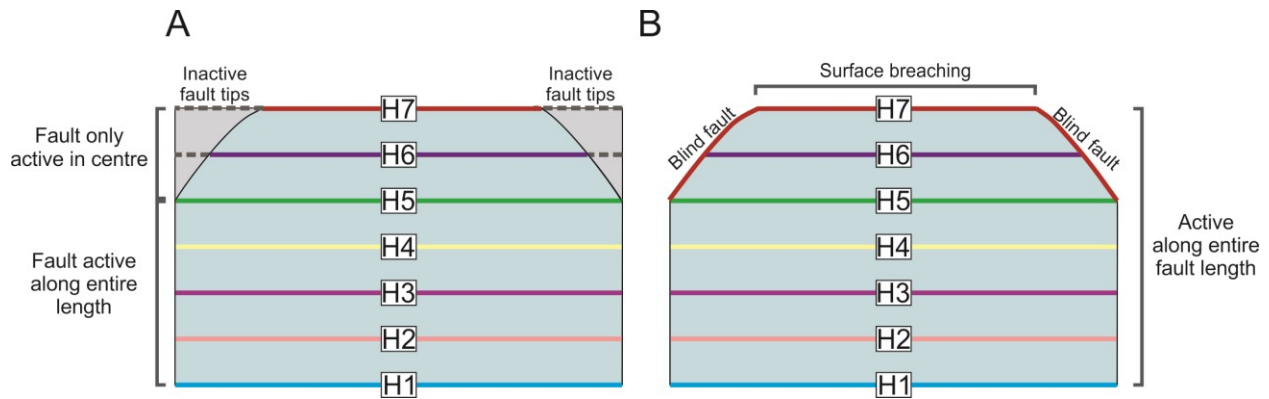 A
Inactive
fault tips
Inactive
fault tips
Fault only
active in centre
Fault active
along entire
length
H7
H6
H5
H4
H3
H2
H1
B
Surface breaching
Blind fault
Blind fault
H7
H6
H5
H4
H3
H2
H1
Active
along entire
fault length